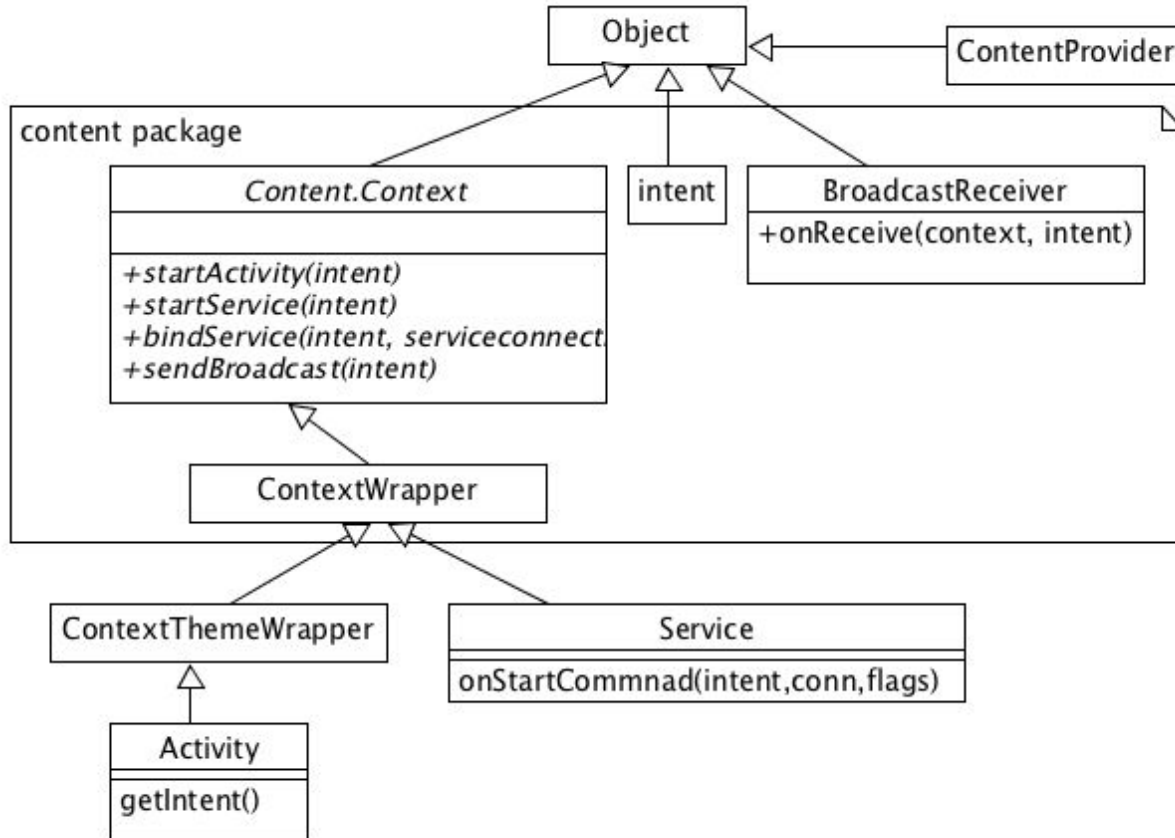 Object
ContentProvider
content package
Content.Context
intent
BroadcastReceiver
+onReceive(context, intent)
+startActivity(intent)
+startService(intent)
+bindService(intent, serviceconnect
+sendBroadcast(intent)
ContextWrapper
ContextThemeWrapper
Service
onStartCommnad(intent,conn,flags)
Activity
getIntent()